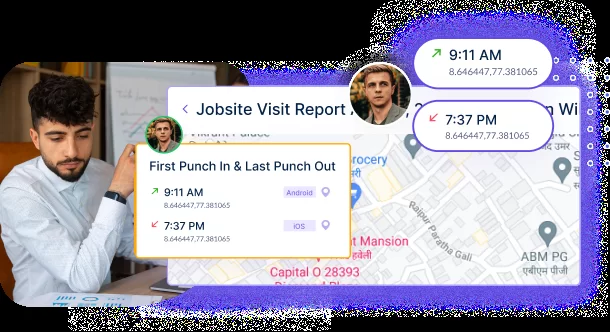 9:11 AM
8.646447,77.381065
7:37 PM
8.646447,77.381065
Jobsite Visit Report
First Punch In & Last Punch Out
9:11 AM
Android
8.646447,77.381065
7:37 PM
iOS
8.646447,77.381065
Rajpur Paratha Gali
Mansion
हवेली
Capital O 28393
ABM PG
एबीएम पीजी